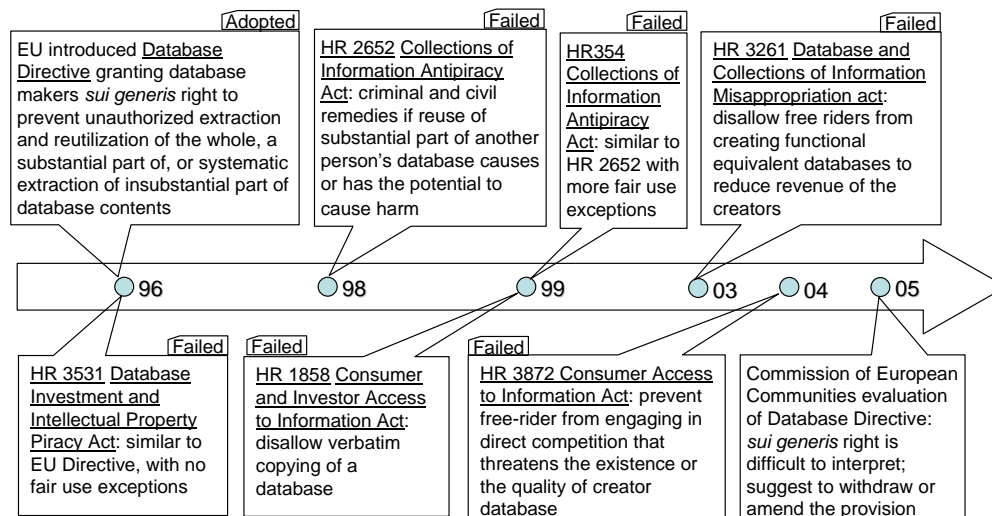 Adopted
EU introduced Database
Directive granting database
makers sui generis right to
prevent unauthorized extraction
and reutilization of the whole, a
substantial part of, or systematic
extraction of insubstantial part of
database contents
Failed
HR 2652 Collections of
Information Antipiracy
Act: criminal and civil
remedies if reuse of
substantial part of another
person's database causes
or has the potential to
cause harm
Failed
HR354
Collections of
Information
Antipiracy
Act: similar to
HR 2652 with
more fair use
exceptions
Failed
HR 3261 Database and
Collections of Information
Misappropriation act:
disallow free riders from
creating functional
equivalent databases to
reduce revenue of the
creators
96
98
99
03
04
05
Failed
HR 3531 Database
Investment and
Intellectual Property
Piracy Act: similar to
EU Directive, with no
fair use exceptions
Failed
HR 1858 Consumer
and Investor Access
to Information Act:
disallow verbatim
copying of a
database
Failed
HR 3872 Consumer Access
to Information Act: prevent
free-rider from engaging in
direct competition that
threatens the existence or
the quality of creator
database
Commission of European
Communities evaluation
of Database Directive:
sui generis right is
difficult to interpret;
suggest to withdraw or
amend the provision